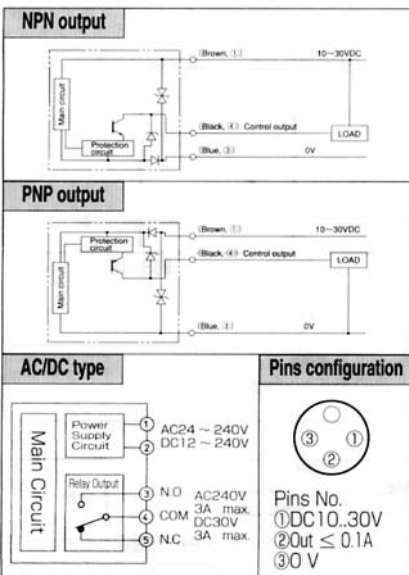 NPN output
(Brown, ①) 10~30VDC
Main circuit
(Black, ④) Control output
LOAD
Protection circuit
(Blue, ③) 0V
PNP output
(Brown, ①) 10~30VDC
Protection circuit
(Black, ④) Control output
LOAD
Main circuit
(Blue, ③) 0V
AC/DC type
Main Circuit
Power Supply Circuit
① AC24 ~ 240V
② DC12 ~ 240V
Relay Output
③ N.O AC240V
④ COM 3A max.
DC30V
⑤ N.C. 3A max.
Pins configuration
③ ①
②
Pins No.
①DC10..30V
②Out ≤ 0.1A
③0 V